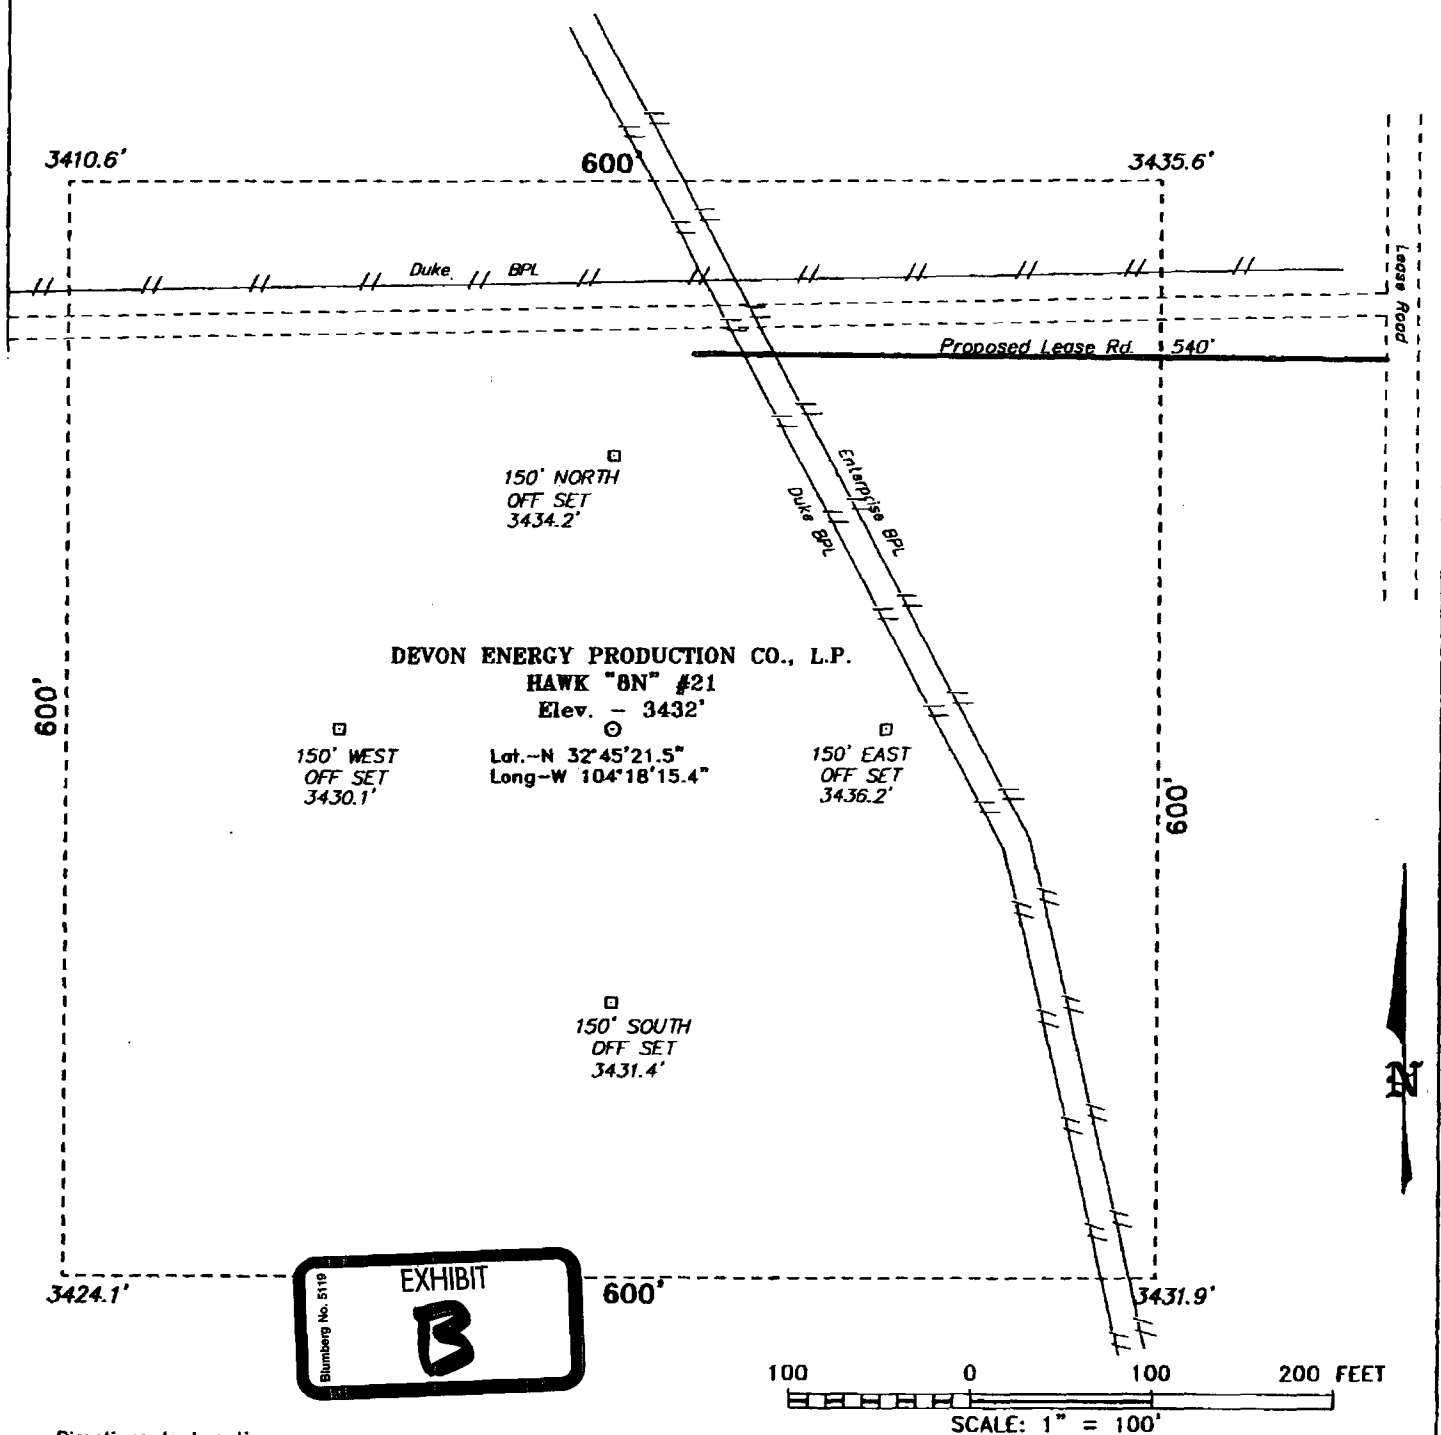 3410.6'
600'
3435.6'
Duke BPL
Lease Road
Proposed Lease Rd. 540'
150' NORTH
OFF SET
3434.2'
Enterprise BPL
Duke BPL
DEVON ENERGY PRODUCTION CO., L.P.
HAWK "8N" #21
Elev. - 3432'
600'
150' WEST
OFF SET
3430.1'
Lat.-N 32°45'21.5"
Long-W 104°18'15.4"
150' EAST
OFF SET
3436.2'
600'
150' SOUTH
OFF SET
3431.4'
N
3424.1'
Blumberg No. 5119
EXHIBIT
B
600'
3431.9'
100 0 100 200 FEET
SCALE: 1" = 100'